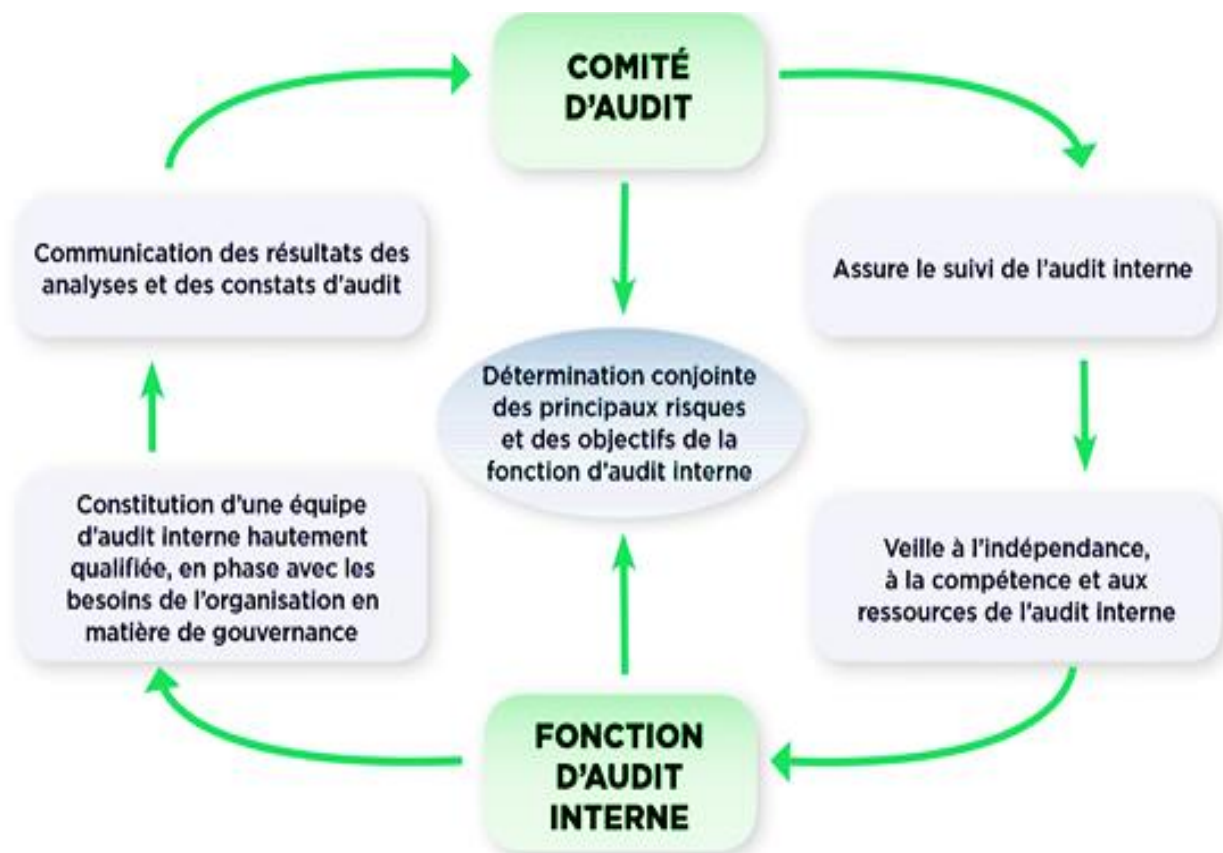 COMITÉ
D'AUDIT
Communication des résultats des
analyses et des constats d'audit
Assure le suivi de l'audit interne
Détermination conjointe
des principaux risques
et des objectifs de la
fonction d'audit interne
Constitution d'une équipe
d'audit interne hautement
qualifiée, en phase avec les
besoins de l'organisation en
matière de gouvernance
Veille à l'indépendance,
à la compétence et aux
ressources de l'audit interne
FONCTION
D'AUDIT
INTERNE